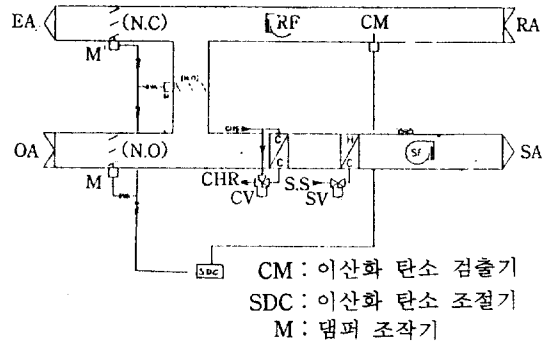 EA (N.C) RF CM RA
M
(N.O)
CHS
OA (N.O) C C H C SF SA
M CHR S.S
CV SV
SDC
CM : 이산화 탄소 검출기
SDC : 이산화 탄소 조절기
M : 댐퍼 조작기